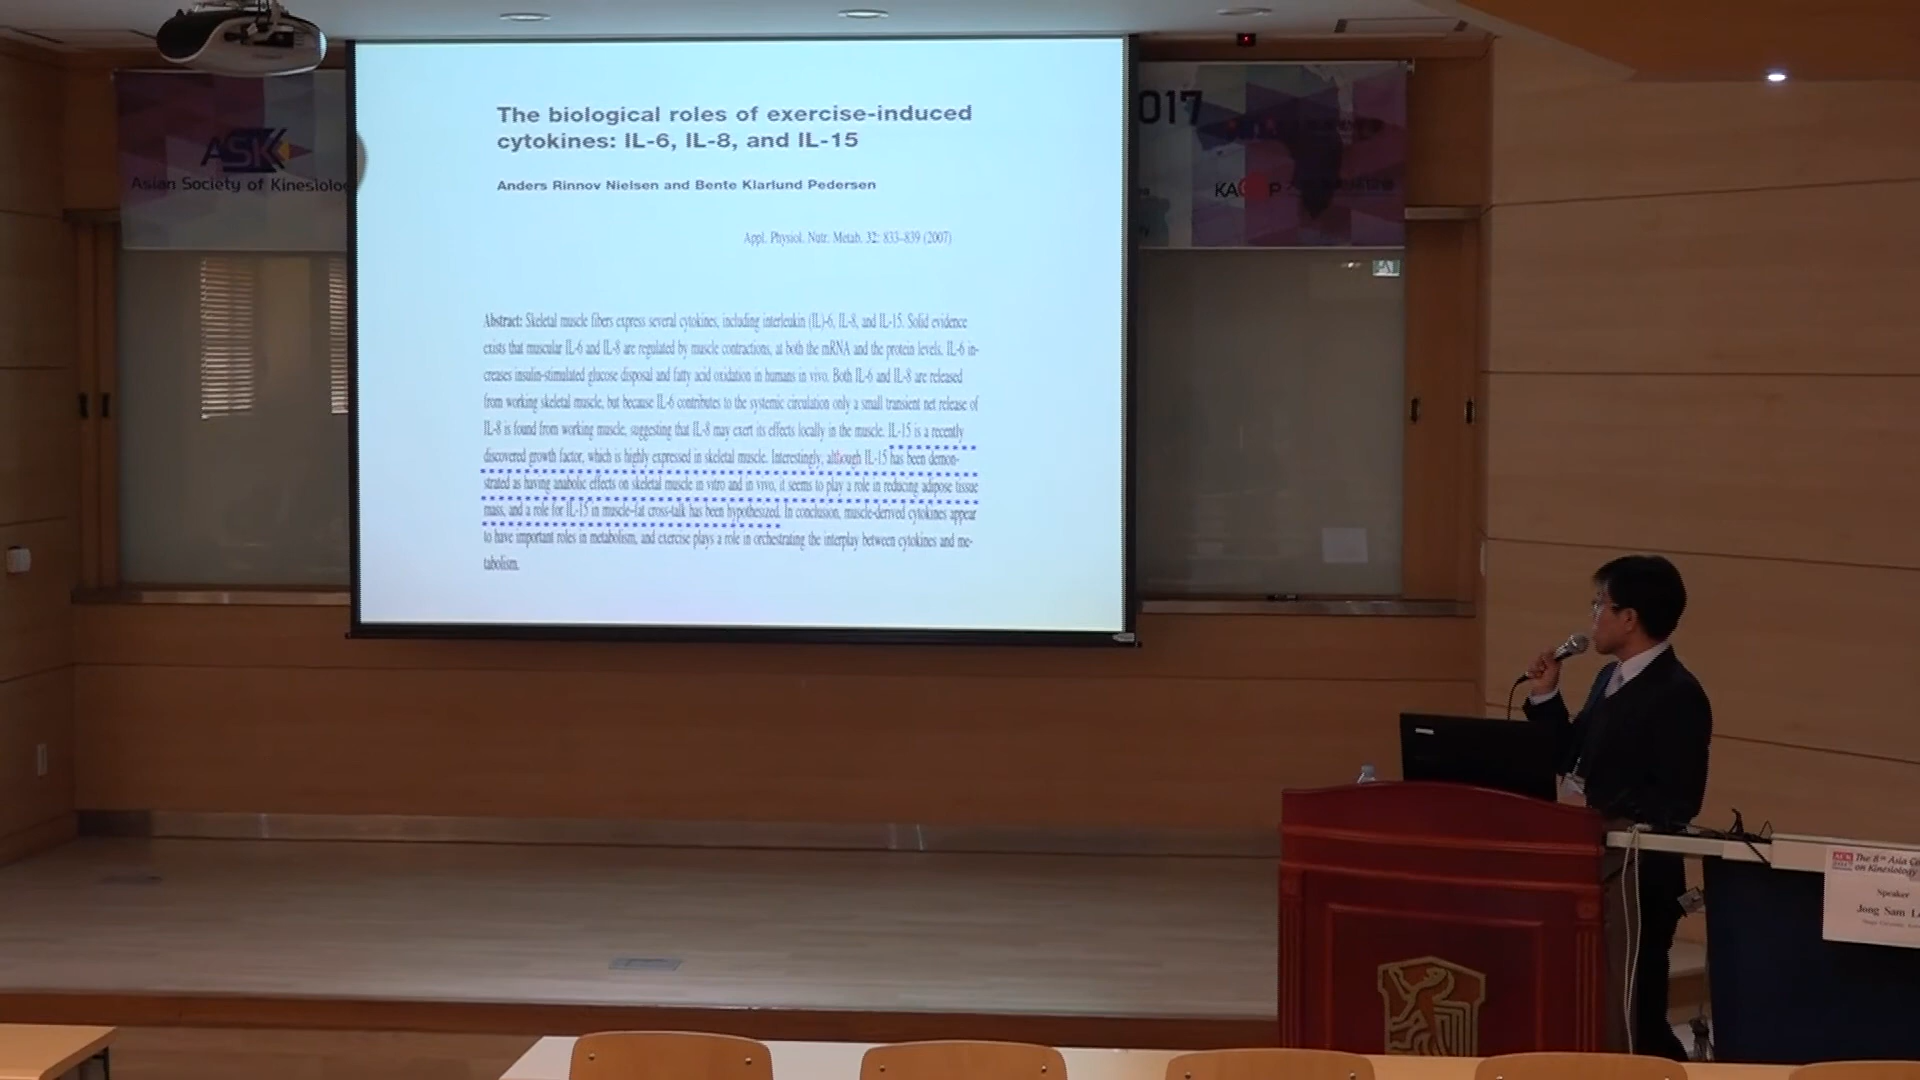 The biological roles of exercise-induced
cytokines: IL-6, IL-8, and IL-15
Anders Rinnov Nielsen and Bente Klarlund Pedersen
Appl. Physiol. Nutr. Metab. 32: 833–839 (2007)
Abstract: Skeletal muscle fibers express several cytokines, including interleukin (IL)-6, IL-8, and IL-15. Solid evidence
exists that muscular IL-6 and IL-8 are regulated by muscle contractions, at both the mRNA and the protein levels. IL-6 in-
creases insulin-stimulated glucose disposal and fatty acid oxidation in humans in vivo. Both IL-6 and IL-8 are released
from working skeletal muscle, but because IL-6 contributes to the systemic circulation only a small transient net release of
IL-8 is found from working muscle, suggesting that IL-8 may exert its effects locally in the muscle. IL-15 is a recently
discovered growth factor, which is highly expressed in skeletal muscle. Interestingly, although IL-15 has been demon-
strated as having anabolic effects on skeletal muscle in vitro and in vivo, it seems to play a role in reducing adipose tissue
mass, and a role for IL-15 in muscle–fat cross-talk has been hypothesized. In conclusion, muscle-derived cytokines appear
to have important roles in metabolism, and exercise plays a role in orchestrating the interplay between cytokines and me-
tabolism.
ASK
Asian Society of Kinesiolo
017
KA P
The 8th Asia Co
on Kinesiology
Speaker
Jong Sam L